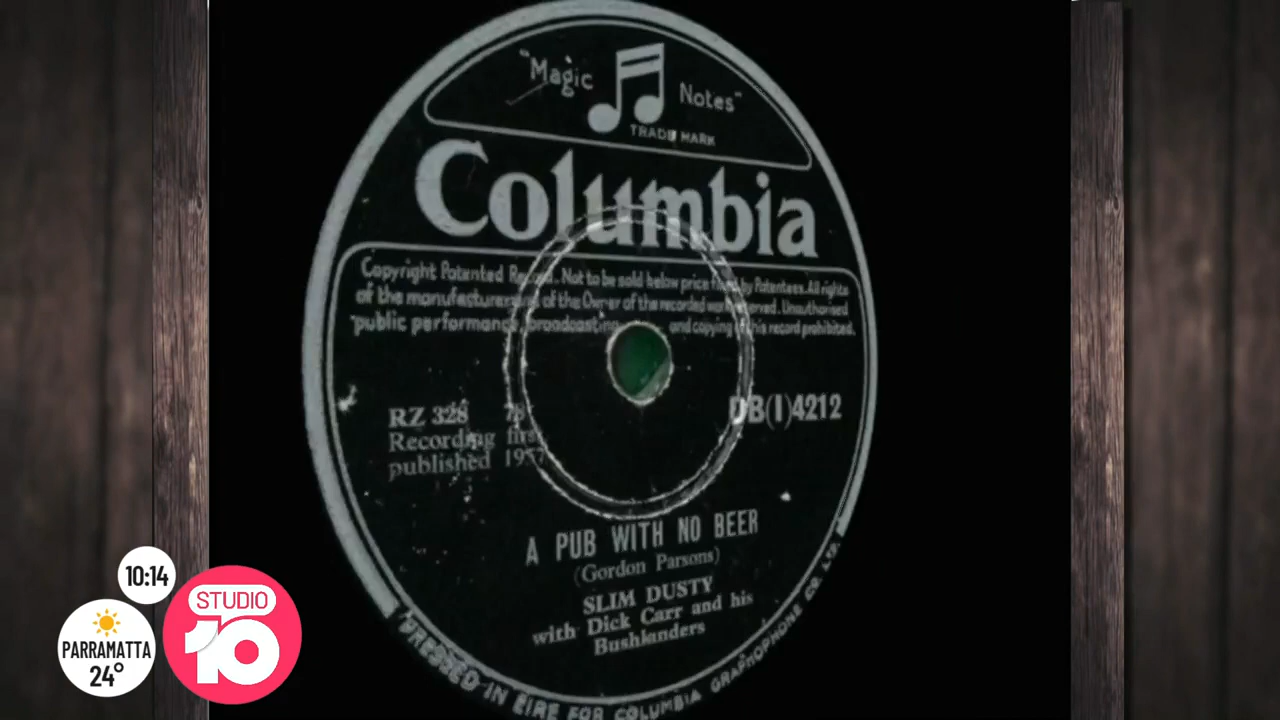 "Magic Notes"
TRADE MARK
Columbia
Copyright Patented Record. Not to be sold below price fixed by Patentees. All rights
of the manufacturer of the Owner of the recorded work reserved. Unauthorised
public performance, broadcasting and copying of this record prohibited.
RZ 328 78
DB(I)4212
Recording first
published 1957
A PUB WITH NO BEER
(Gordon Parsons)
SLIM DUSTY
with Dick Carr and his
Bushlanders
PRESSED IN EIRE FOR COLUMBIA GRAPHOPHONE CO. LTD.
10:14
STUDIO
10
PARRAMATTA
24°